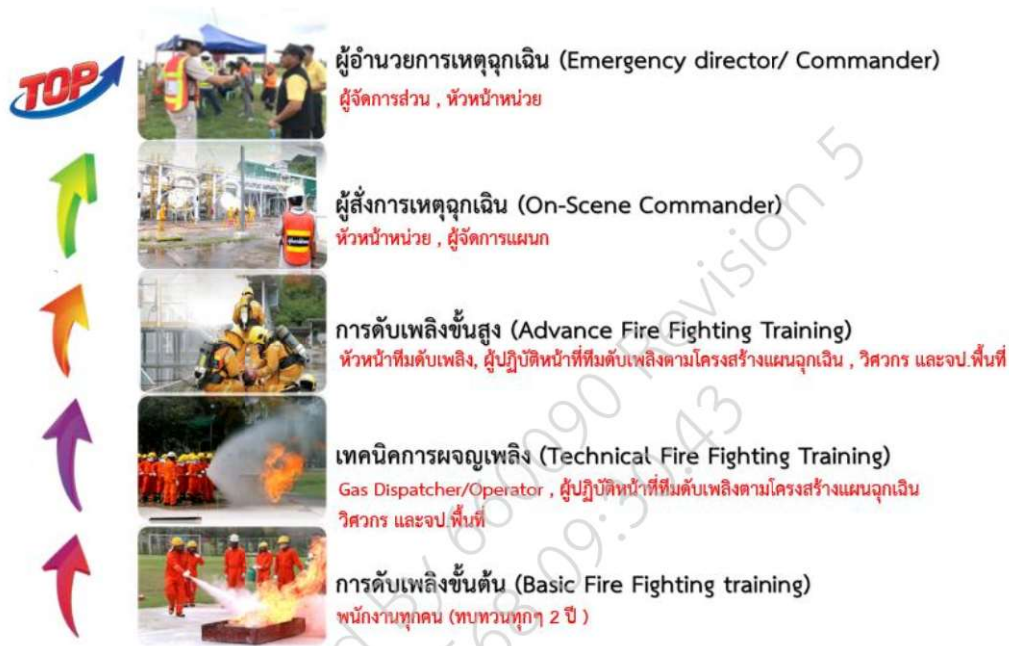 TOP
ผู้อำนวยการเหตุฉุกเฉิน (Emergency director/ Commander)
ผู้จัดการส่วน , หัวหน้าหน่วย
ผู้สั่งการเหตุฉุกเฉิน (On-Scene Commander)
หัวหน้าหน่วย , ผู้จัดการแผนก
การดับเพลิงขั้นสูง (Advance Fire Fighting Training)
หัวหน้าทีมดับเพลิง, ผู้ปฏิบัติหน้าที่ทีมดับเพลิงตามโครงสร้างแผนฉุกเฉิน , วิศวกร และจป.พื้นที่
เทคนิคการผจญเพลิง (Technical Fire Fighting Training)
Gas Dispatcher/Operator , ผู้ปฏิบัติหน้าที่ทีมดับเพลิงตามโครงสร้างแผนฉุกเฉิน
วิศวกร และจป.พื้นที่
การดับเพลิงขั้นต้น (Basic Fire Fighting training)
พนักงานทุกคน (ทบทวนทุกๆ 2 ปี )
By 660090 Revision 5
568 09:30.43